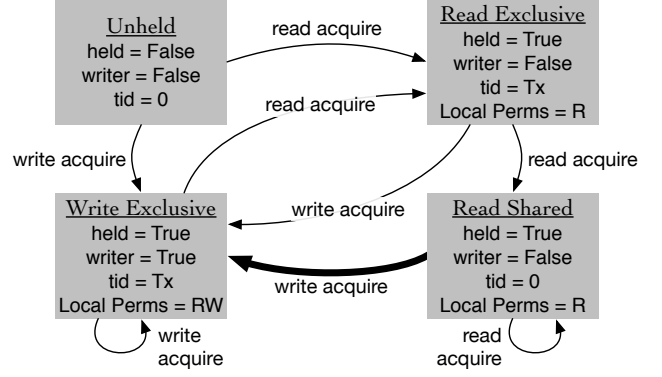 Unheld
held = False
writer = False
tid = 0
read acquire
Read Exclusive
held = True
writer = False
tid = Tx
Local Perms = R
read acquire
write acquire
read acquire
write acquire
Write Exclusive
held = True
writer = True
tid = Tx
Local Perms = RW
write acquire
Read Shared
held = True
writer = False
tid = 0
Local Perms = R
write
acquire
read
acquire